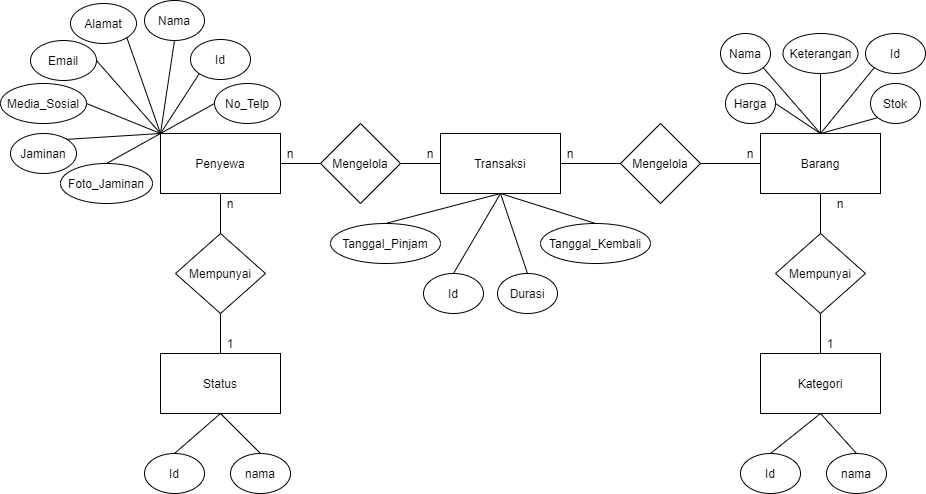 Nama
Alamat
Email
Id
Media_Sosial
No_Telp
Jaminan
Foto_Jaminan
Nama
Keterangan
Id
Harga
Stok
Penyewa
n
Mengelola
n
Transaksi
n
Mengelola
n
Barang
n
n
Tanggal_Pinjam
Tanggal_Kembali
Id
Durasi
Mempunyai
Mempunyai
1
1
Status
Kategori
Id
nama
Id
nama